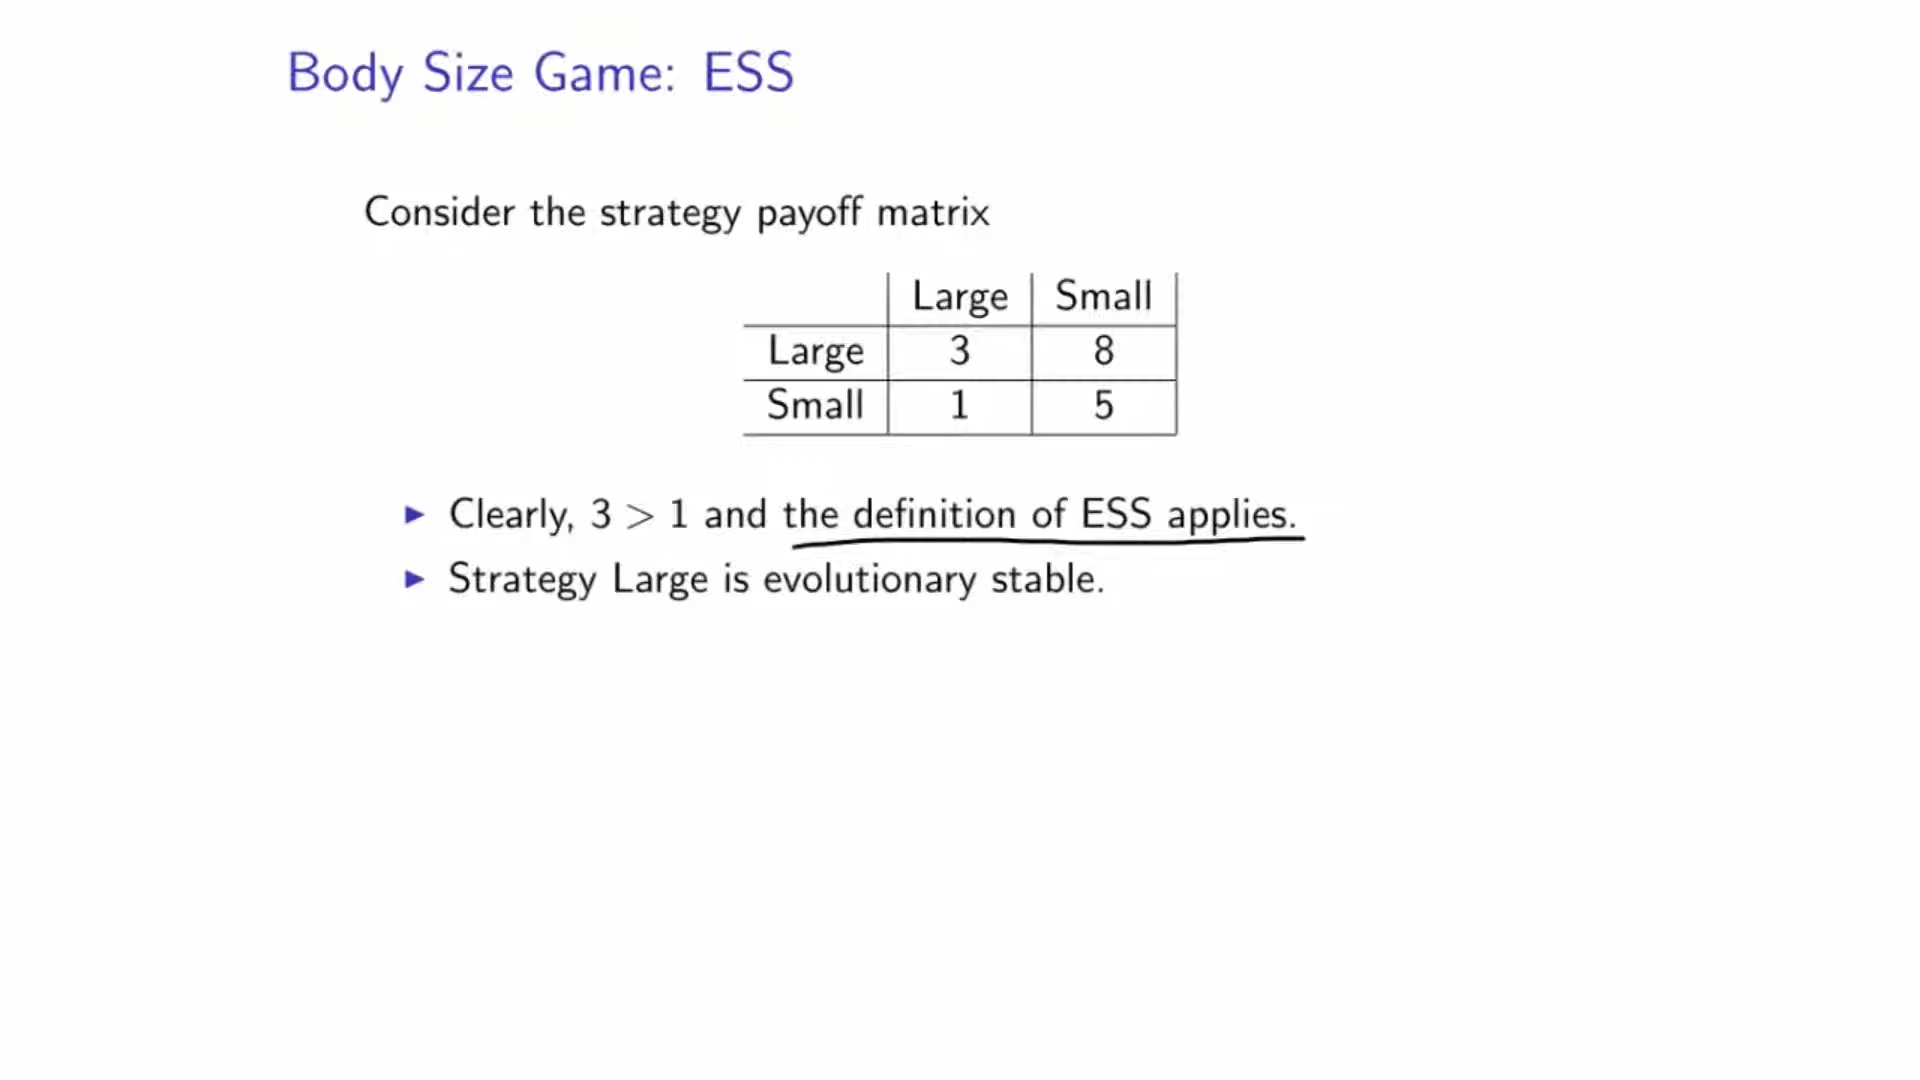 Body Size Game: ESS
Consider the strategy payoff matrix
Large Small
Large 3 8
Small 1 5
Clearly, 3 > 1 and the definition of ESS applies.
Strategy Large is evolutionary stable.